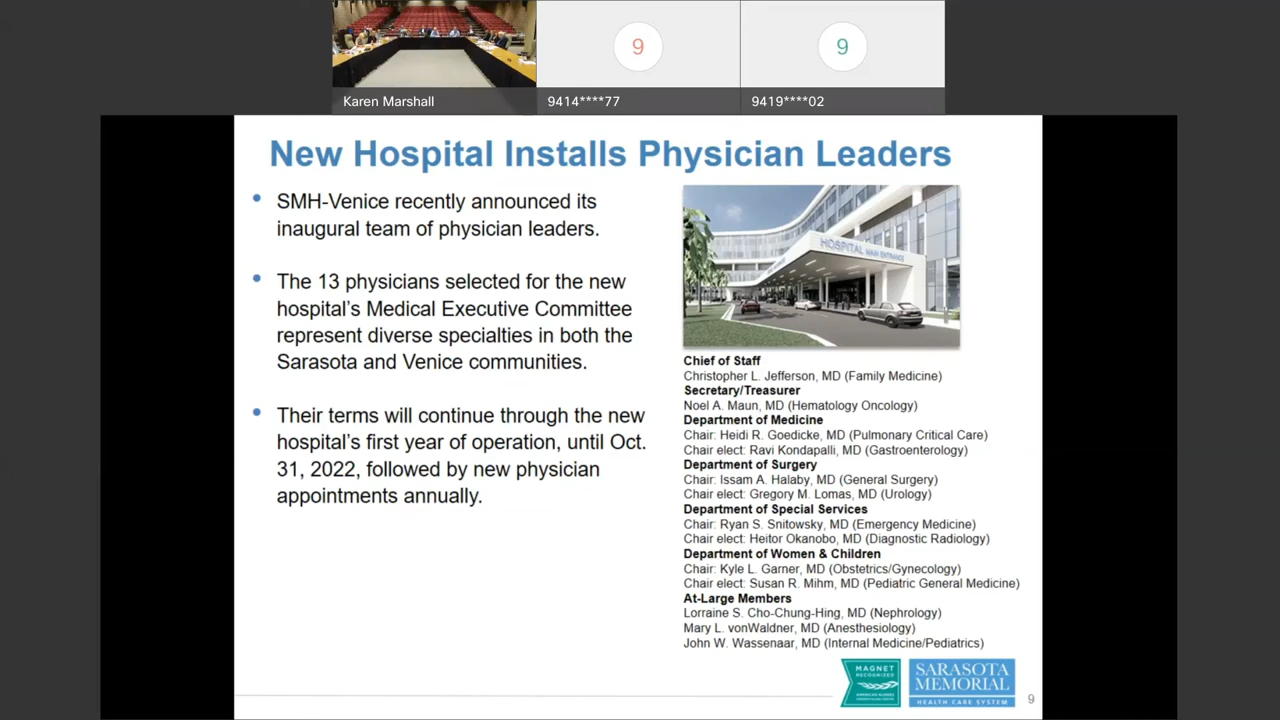 9
9
Karen Marshall
9414****77
9419****02
New Hospital Installs Physician Leaders
• SMH-Venice recently announced its
inaugural team of physician leaders.
• The 13 physicians selected for the new
hospital's Medical Executive Committee
represent diverse specialties in both the
Sarasota and Venice communities.
• Their terms will continue through the new
hospital's first year of operation, until Oct.
31, 2022, followed by new physician
appointments annually.
HOSPITAL MAIN ENTRANCE
Chief of Staff
Christopher L. Jefferson, MD (Family Medicine)
Secretary/Treasurer
Noel A. Maun, MD (Hematology Oncology)
Department of Medicine
Chair: Heidi R. Goedicke, MD (Pulmonary Critical Care)
Chair elect: Ravi Kondapalli, MD (Gastroenterology)
Department of Surgery
Chair: Issam A. Halaby, MD (General Surgery)
Chair elect: Gregory M. Lomas, MD (Urology)
Department of Special Services
Chair: Ryan S. Snitowsky, MD (Emergency Medicine)
Chair elect: Heitor Okanobo, MD (Diagnostic Radiology)
Department of Women & Children
Chair: Kyle L. Garner, MD (Obstetrics/Gynecology)
Chair elect: Susan R. Mihm, MD (Pediatric General Medicine)
At-Large Members
Lorraine S. Cho-Chung-Hing, MD (Nephrology)
Mary L. vonWaldner, MD (Anesthesiology)
John W. Wassenaar, MD (Internal Medicine/Pediatrics)
MAGNET
RECOGNIZED
SARASOTA
MEMORIAL
HEALTH CARE SYSTEM
9